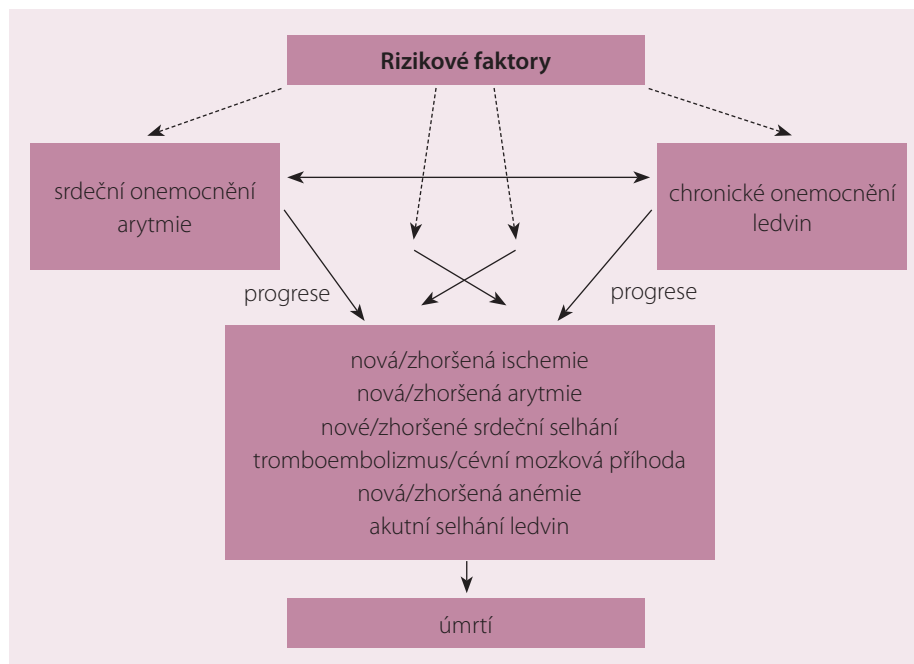 Rizikové faktory
srdeční onemocnění
arytmie
chronické onemocnění
ledvin
progrese
progrese
nová/zhoršená ischemie
nová/zhoršená arytmie
nové/zhoršené srdeční selhání
tromboembolizmus/cévní mozková příhoda
nová/zhoršená anémie
akutní selhání ledvin
úmrtí